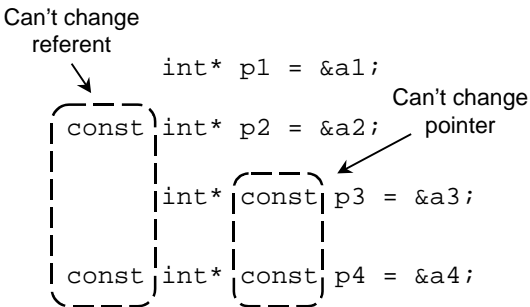 Can't change
referent
int* p1 = &a1;
Can't change
pointer
const int* p2 = &a2;
int* const p3 = &a3;
const int* const p4 = &a4;